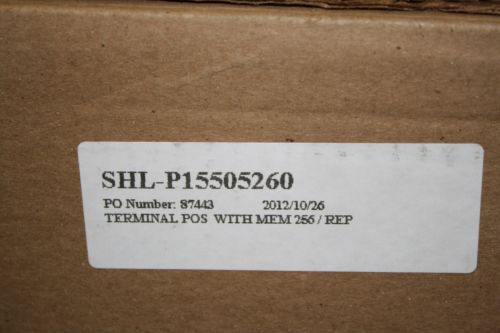 SHL-P15505260
PO Number: 87443 2012/10/26
TERMINAL POS WITH MEM 256 / REP